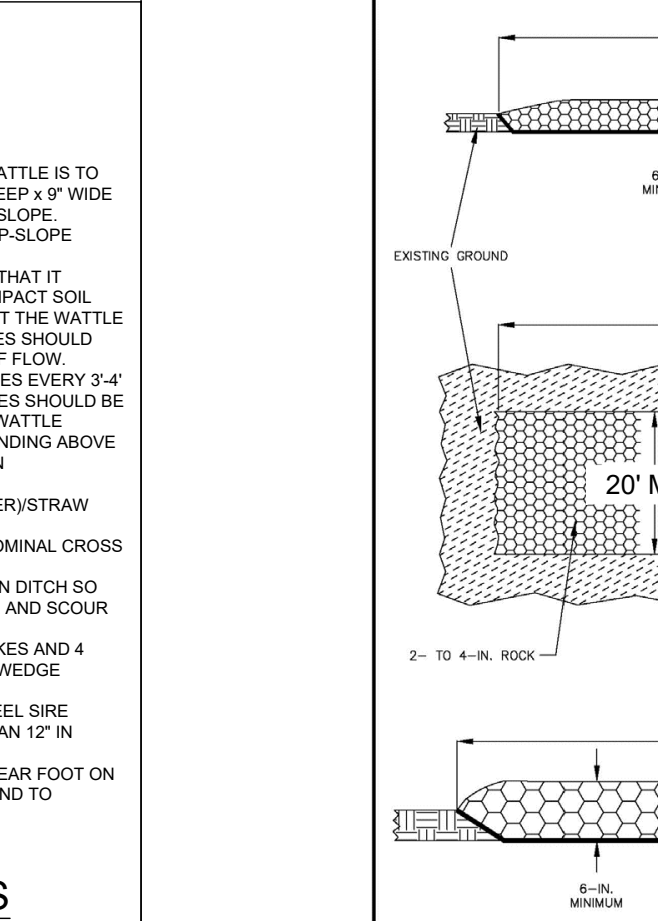 ATTLE IS TO
EEP x 9" WIDE
SLOPE.
P-SLOPE
THAT IT
MPACT SOIL
T THE WATTLE
ES SHOULD
F FLOW.
ES EVERY 3'-4'
ES SHOULD BE
WATTLE
NDING ABOVE
N
ER)/STRAW
OMINAL CROSS
N DITCH SO
AND SCOUR
KES AND 4
WEDGE
EEL SIRE
AN 12" IN
EAR FOOT ON
ND TO
S
6
MIN
EXISTING GROUND
20' M
2- TO 4-IN. ROCK
6-IN.
MINIMUM